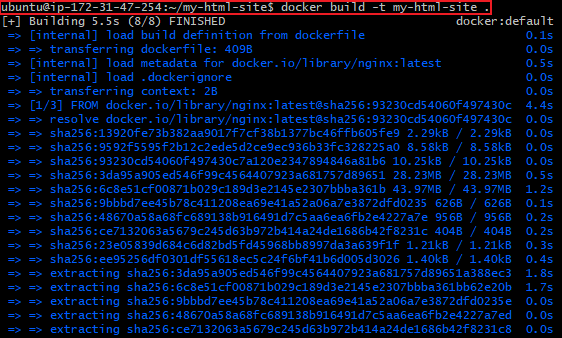 ubuntu@ip-172-31-47-254:~/my-html-site$ docker build -t my-html-site .
[+] Building 5.5s (8/8) FINISHED docker:default
=> [internal] load build definition from dockerfile 0.1s
=> => transferring dockerfile: 409B 0.0s
=> [internal] load metadata for docker.io/library/nginx:latest 0.5s
=> [internal] load .dockerignore 0.0s
=> => transferring context: 2B 0.0s
=> [1/3] FROM docker.io/library/nginx:latest@sha256:93230cd54060f497430c 4.4s
=> => resolve docker.io/library/nginx:latest@sha256:93230cd54060f497430c 0.0s
=> => sha256:13920fe73b382aa9017f7cf38b1377bc46ffb605fe9 2.29kB / 2.29kB 0.0s
=> => sha256:9592f5595f2b12c2ede5d2ce9ec936b33fc328225a0 8.58kB / 8.58kB 0.0s
=> => sha256:93230cd54060f497430c7a120e2347894846a81b6 10.25kB / 10.25kB 0.0s
=> => sha256:3da95a905ed546f99c4564407923a681757d89651 28.23MB / 28.23MB 0.5s
=> => sha256:6c8e51cf00871b029c189d3e2145e2307bbba361b 43.97MB / 43.97MB 1.2s
=> => sha256:9bbbd7ee45b78c411208ea69e41a52a06a7e3872dfd0235 626B / 626B 0.1s
=> => sha256:48670a58a68fc689138b916491d7c5aa6ea6fb2e4227a7e 956B / 956B 0.2s
=> => sha256:ce7132063a5679c245d63b972b414a24de1686b42f8231c 404B / 404B 0.2s
=> => sha256:23e05839d684c6d82bd5fd45968bb8997da3a639f1f 1.21kB / 1.21kB 0.3s
=> => sha256:ee95256df0301df55618ec5c24f6bf41b6d005d3026 1.40kB / 1.40kB 0.4s
=> => extracting sha256:3da95a905ed546f99c4564407923a681757d89651a388ec3 1.8s
=> => extracting sha256:6c8e51cf00871b029c189d3e2145e2307bbba361bb62e20b 1.7s
=> => extracting sha256:9bbbd7ee45b78c411208ea69e41a52a06a7e3872dfd0235e 0.0s
=> => extracting sha256:48670a58a68fc689138b916491d7c5aa6ea6fb2e4227a7ed 0.0s
=> => extracting sha256:ce7132063a5679c245d63b972b414a24de1686b42f8231c8 0.0s